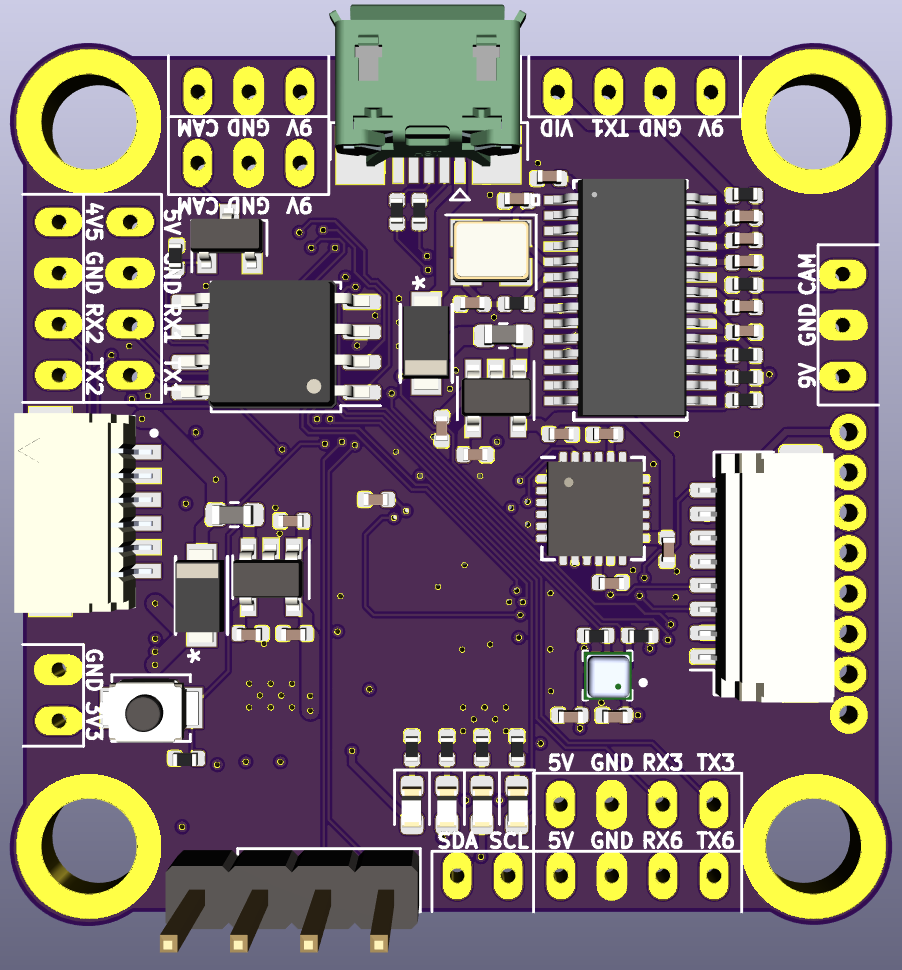 CAM GND 9V
VID TX1 GND 9V
CAM GND 9V
4V5 GND RX2 TX2
5V GND RX1 TX1
9V GND CAM
*
*
GND 3V3
5V GND RX3 TX3
SDA SCL
5V GND RX6 TX6